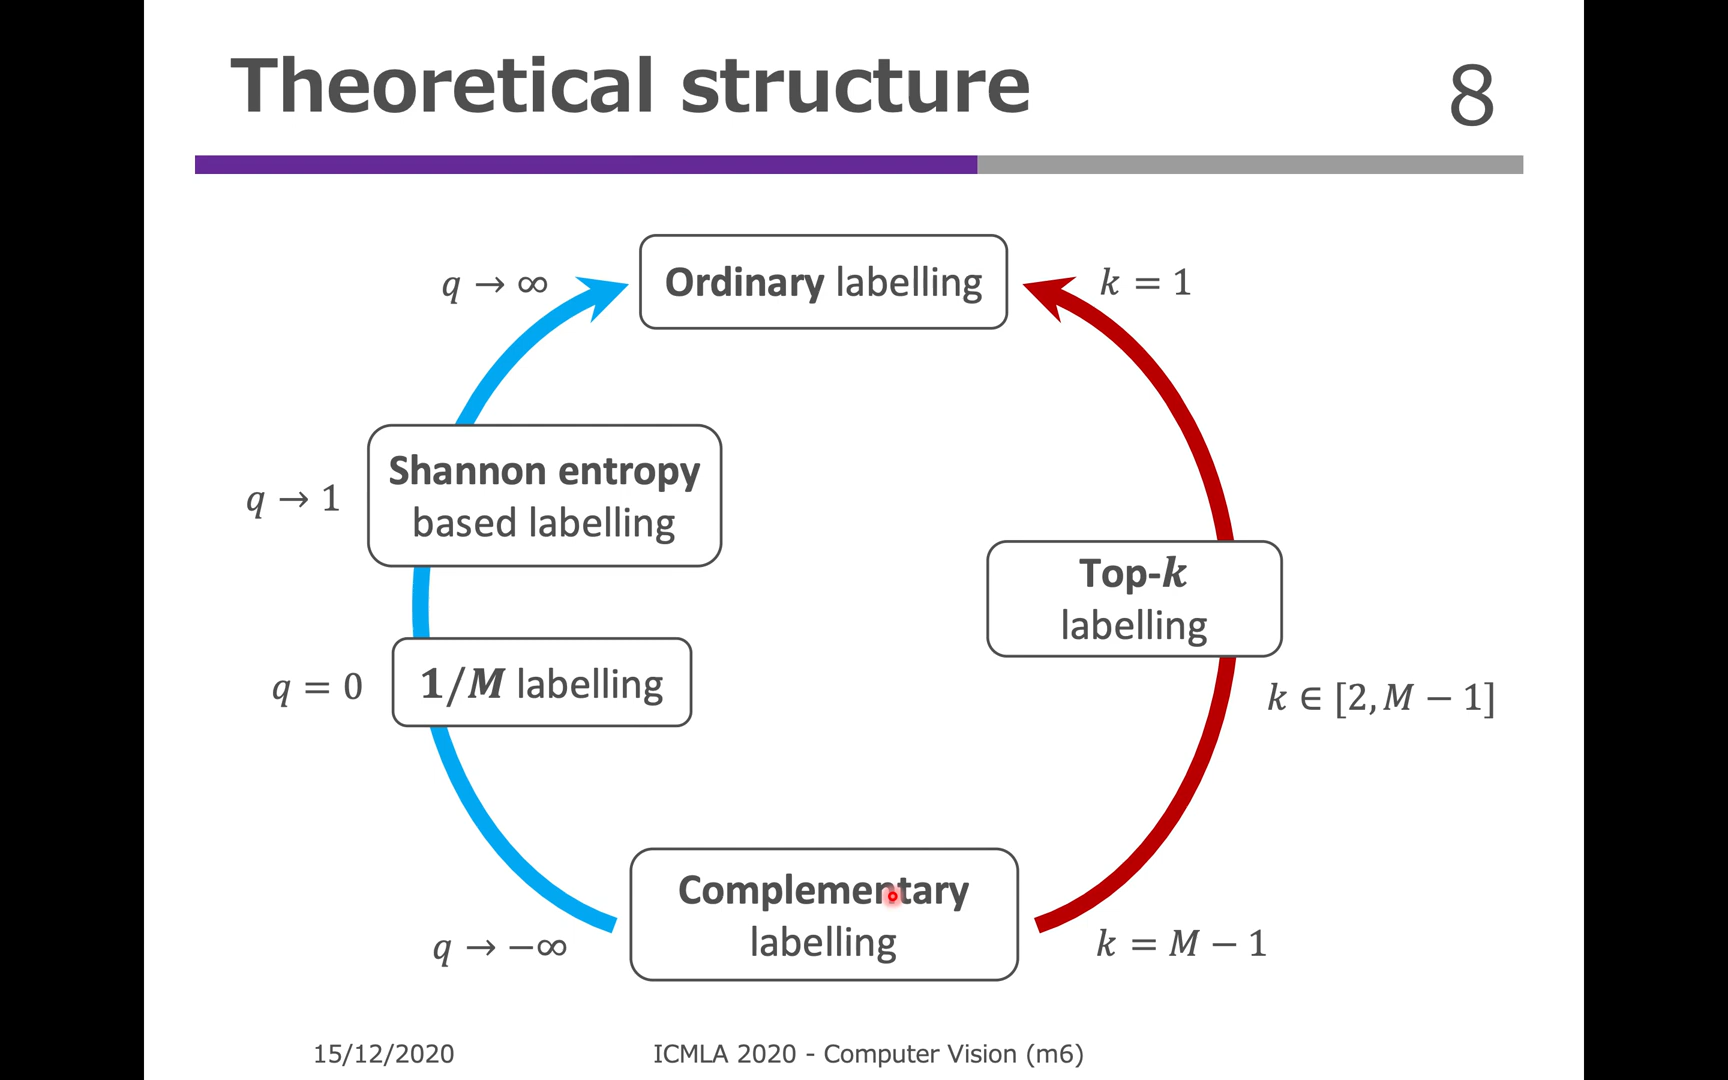 Theoretical structure
8
q → ∞
Ordinary labelling
k = 1
Shannon entropy
based labelling
q → 1
Top-k
labelling
q = 0
1/M labelling
k ∈ [2, M − 1]
Complementary
labelling
q → −∞
k = M − 1
15/12/2020
ICMLA 2020 - Computer Vision (m6)